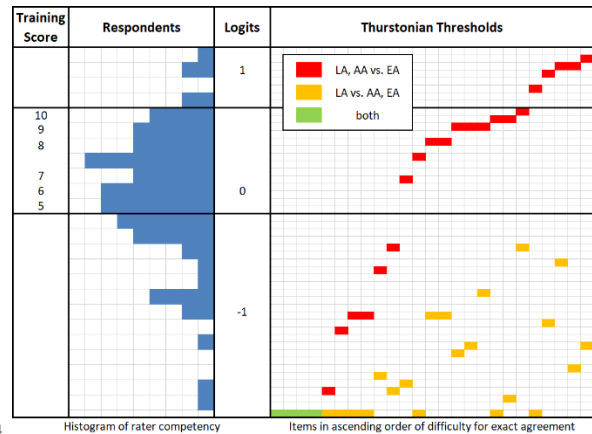 Training Score
Respondents
Logits
Thurstonian Thresholds
1
LA, AA vs. EA
LA vs. AA, EA
both
10
9
8
7
6
5
0
-1
Histogram of rater competency
Items in ascending order of difficulty for exact agreement